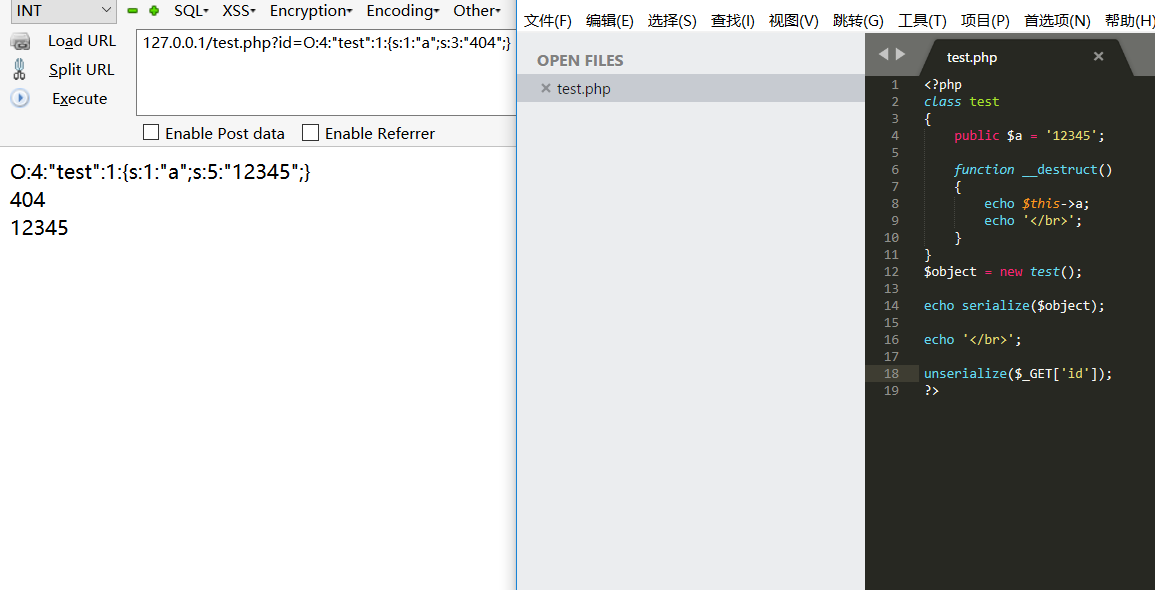 INT SQL XSS Encryption Encoding Other
Load URL
Split URL
Execute
127.0.0.1/test.php?id=O:4:"test":1:{s:1:"a";s:3:"404";}
Enable Post data Enable Referrer
O:4:"test":1:{s:1:"a";s:5:"12345";}
404
12345
文件(F) 编辑(E) 选择(S) 查找(I) 视图(V) 跳转(G) 工具(T) 项目(P) 首选项(N) 帮助(H)
OPEN FILES
test.php
test.php
1 <?php
2 class test
3 {
4 public $a = '12345';
5
6 function __destruct()
7 {
8 echo $this->a;
9 echo '</br>';
10 }
11 }
12 $object = new test();
13
14 echo serialize($object);
15
16 echo '</br>';
17
18 unserialize($_GET['id']);
19 ?>